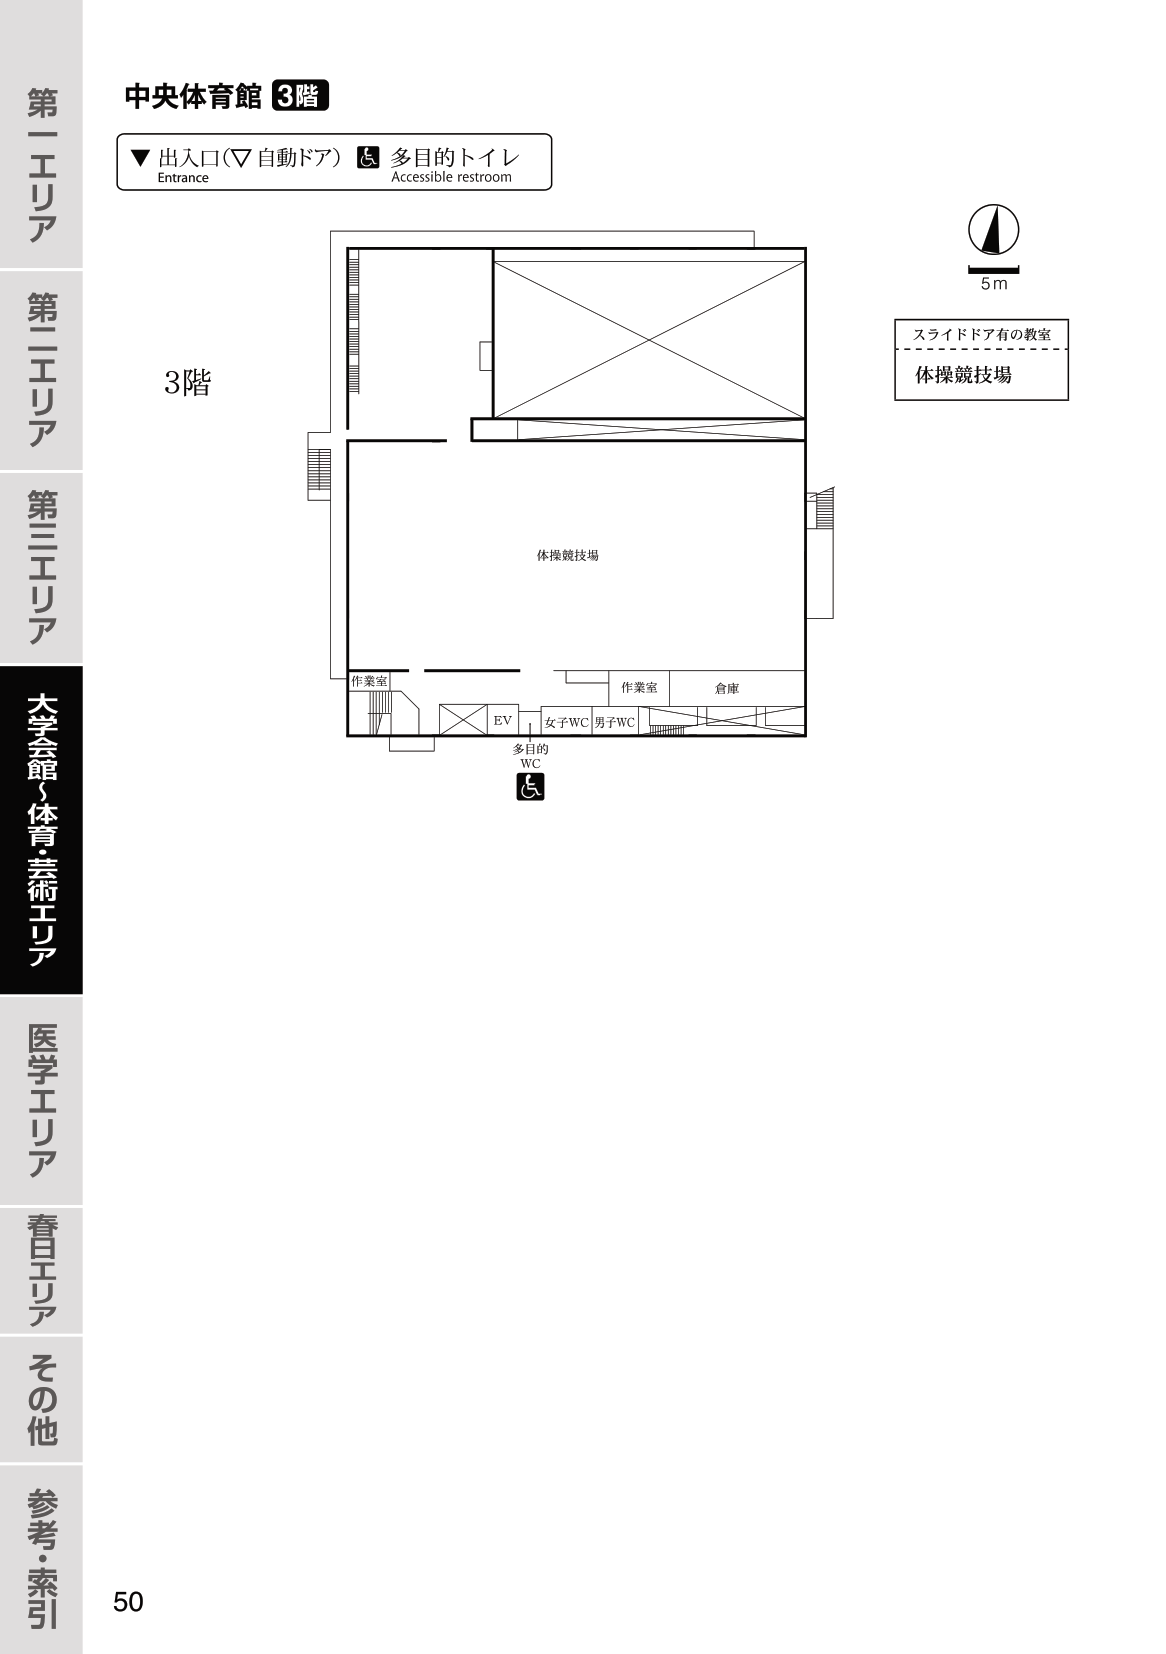 第一エリア
第二エリア
第三エリア
大学会館～体育・芸術エリア
医学エリア
春日エリア
その他
参考・索引
中央体育館 3階
出入口(▽自動ドア) 多目的トイレ
Entrance Accessible restroom
5m
スライドドア有の教室
体操競技場
3階
体操競技場
作業室
作業室
倉庫
EV
女子WC
男子WC
多目的
WC
50